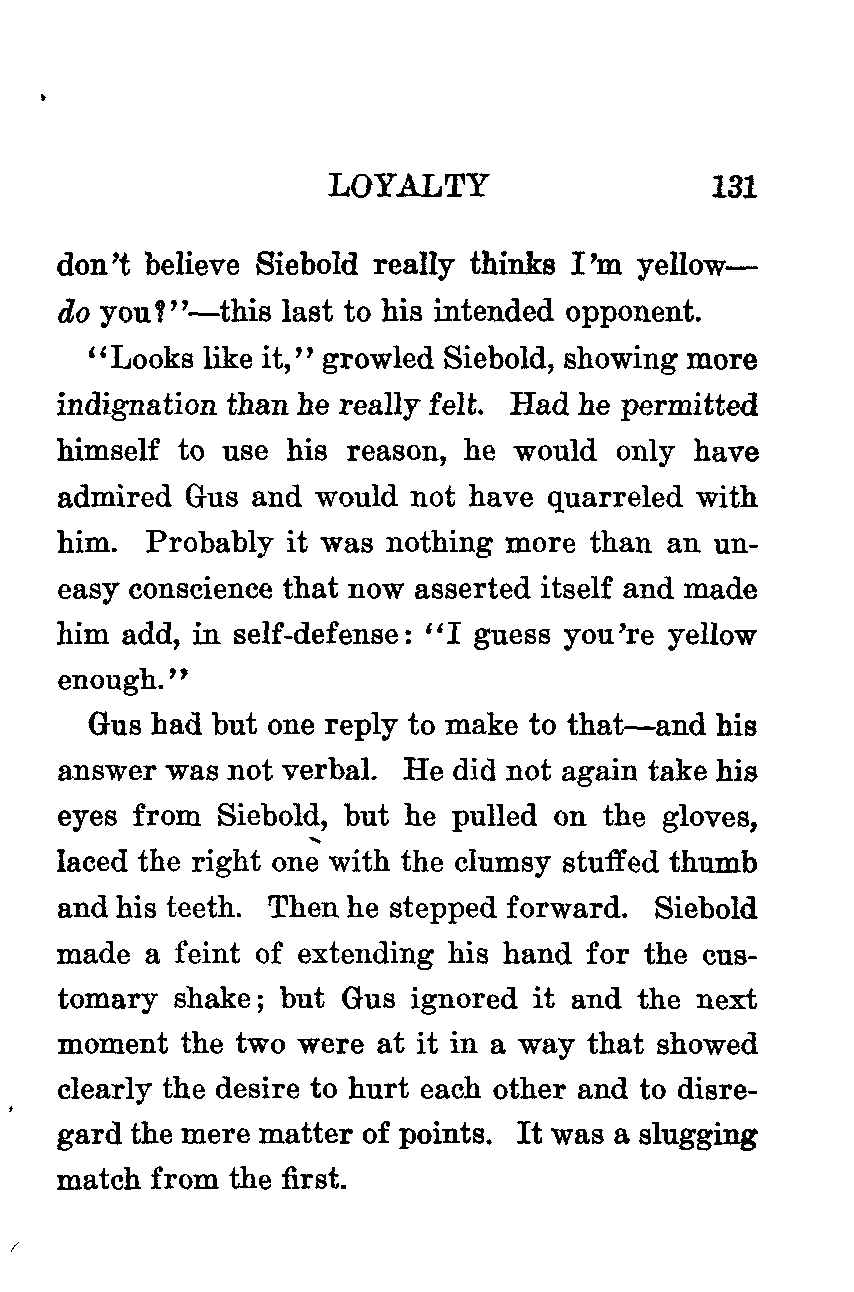 LOYALTY 131
don't believe Siebold really thinks I'm yellow—
do you?"—this last to his intended opponent.
"Looks like it," growled Siebold, showing more
indignation than he really felt. Had he permitted
himself to use his reason, he would only have
admired Gus and would not have quarreled with
him. Probably it was nothing more than an un-
easy conscience that now asserted itself and made
him add, in self-defense: "I guess you're yellow
enough."
Gus had but one reply to make to that—and his
answer was not verbal. He did not again take his
eyes from Siebold, but he pulled on the gloves,
laced the right one with the clumsy stuffed thumb
and his teeth. Then he stepped forward. Siebold
made a feint of extending his hand for the cus-
tomary shake; but Gus ignored it and the next
moment the two were at it in a way that showed
clearly the desire to hurt each other and to disre-
gard the mere matter of points. It was a slugging
match from the first.